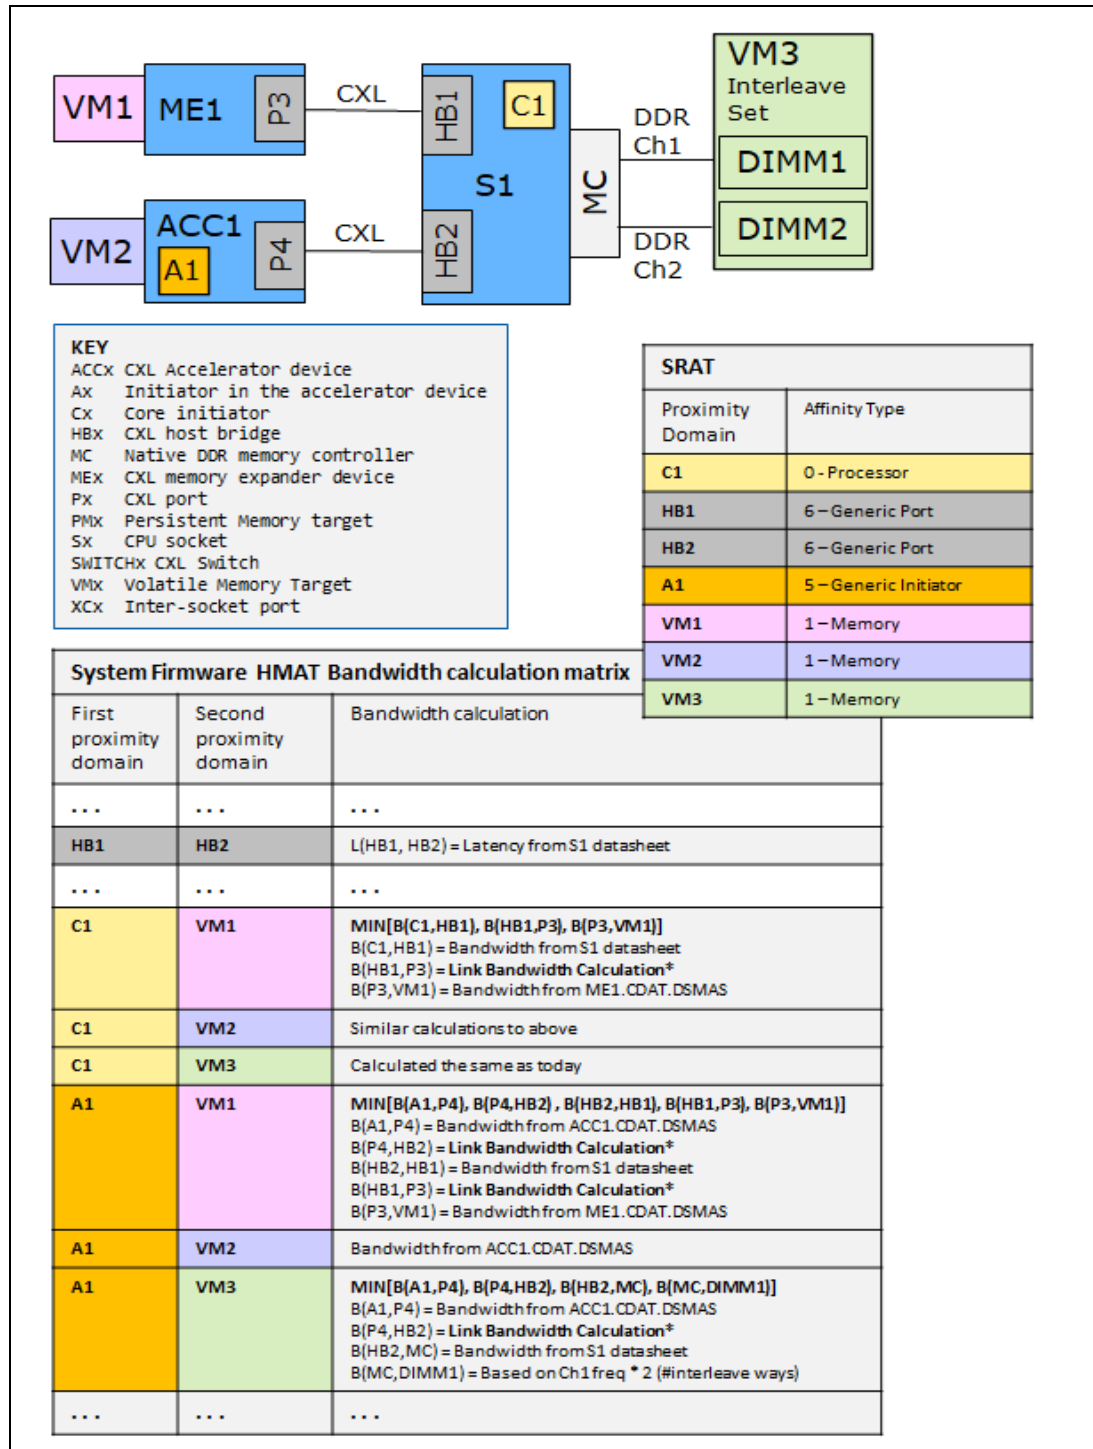 VM1
ME1
P3
CXL
HB1
C1
S1
MC
DDR
Ch1
VM3
Interleave
Set
DIMM1
DIMM2
VM2
ACC1
A1
P4
CXL
HB2
DDR
Ch2
KEY
ACCx CXL Accelerator device
Ax Initiator in the accelerator device
Cx Core initiator
HBx CXL host bridge
MC Native DDR memory controller
MEx CXL memory expander device
Px CXL port
PMx Persistent Memory target
Sx CPU socket
SWITCHx CXL Switch
VMx Volatile Memory Target
XCx Inter-socket port
SRAT
Proximity Domain Affinity Type
C1 0 - Processor
HB1 6 – Generic Port
HB2 6 – Generic Port
A1 5 – Generic Initiator
VM1 1 – Memory
VM2 1 – Memory
VM3 1 – Memory
System Firmware HMAT Bandwidth calculation matrix
First proximity domain Second proximity domain Bandwidth calculation
... ... ...
HB1 HB2 L(HB1, HB2) = Latency from S1 datasheet
... ... ...
C1 VM1 MIN[B(C1,HB1), B(HB1,P3), B(P3,VM1)]
B(C1,HB1) = Bandwidth from S1 datasheet
B(HB1,P3) = Link Bandwidth Calculation*
B(P3,VM1) = Bandwidth from ME1.CDAT.DSMAS
C1 VM2 Similar calculations to above
C1 VM3 Calculated the same as today
A1 VM1 MIN[B(A1,P4), B(P4,HB2) , B(HB2,HB1), B(HB1,P3), B(P3,VM1)]
B(A1,P4) = Bandwidth from ACC1.CDAT.DSMAS
B(P4,HB2) = Link Bandwidth Calculation*
B(HB2,HB1) = Bandwidth from S1 datasheet
B(HB1,P3) = Link Bandwidth Calculation*
B(P3,VM1) = Bandwidth from ME1.CDAT.DSMAS
A1 VM2 Bandwidth from ACC1.CDAT.DSMAS
A1 VM3 MIN[B(A1,P4), B(P4,HB2), B(HB2,MC), B(MC,DIMM1)]
B(A1,P4) = Bandwidth from ACC1.CDAT.DSMAS
B(P4,HB2) = Link Bandwidth Calculation*
B(HB2,MC) = Bandwidth from S1 datasheet
B(MC,DIMM1) = Based on Ch1 freq * 2 (#interleave ways)
... ... ...